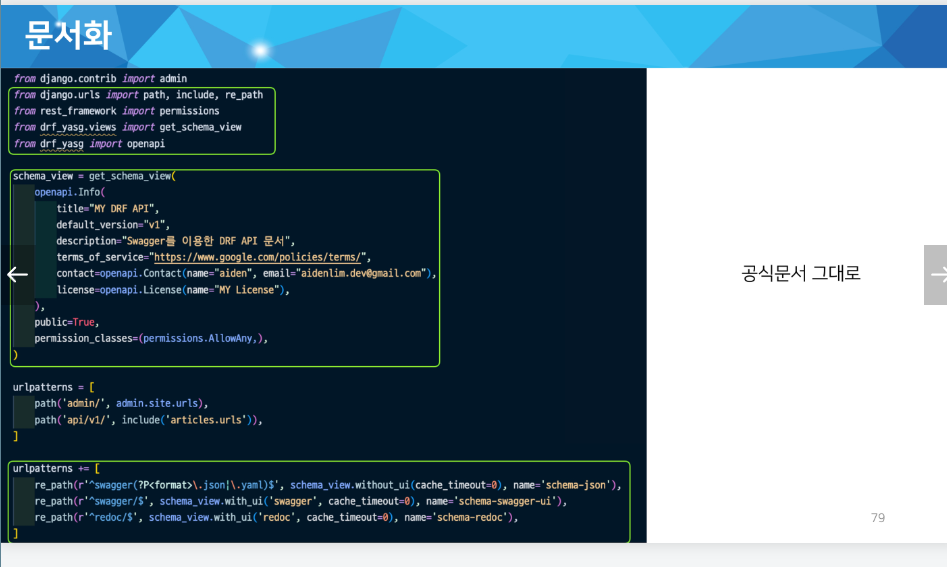 문서화
from django.contrib import admin
from django.urls import path, include, re_path
from rest_framework import permissions
from drf_yasg.views import get_schema_view
from drf_yasg import openapi
schema_view = get_schema_view(
openapi.Info(
title="MY DRF API",
default_version="v1",
description="Swagger를 이용한 DRF API 문서",
terms_of_service="https://www.google.com/policies/terms/",
contact=openapi.Contact(name="aiden", email="aidenlim.dev@gmail.com"),
license=openapi.License(name="MY License"),
),
public=True,
permission_classes=(permissions.AllowAny,),
)
urlpatterns = [
path('admin/', admin.site.urls),
path('api/v1/', include('articles.urls')),
]
urlpatterns += [
re_path(r'^swagger(?P<format>\.json|\.yaml)$', schema_view.without_ui(cache_timeout=0), name='schema-json'),
re_path(r'^swagger/$', schema_view.with_ui('swagger', cache_timeout=0), name='schema-swagger-ui'),
re_path(r'^redoc/$', schema_view.with_ui('redoc', cache_timeout=0), name='schema-redoc'),
]
공식문서 그대로
79